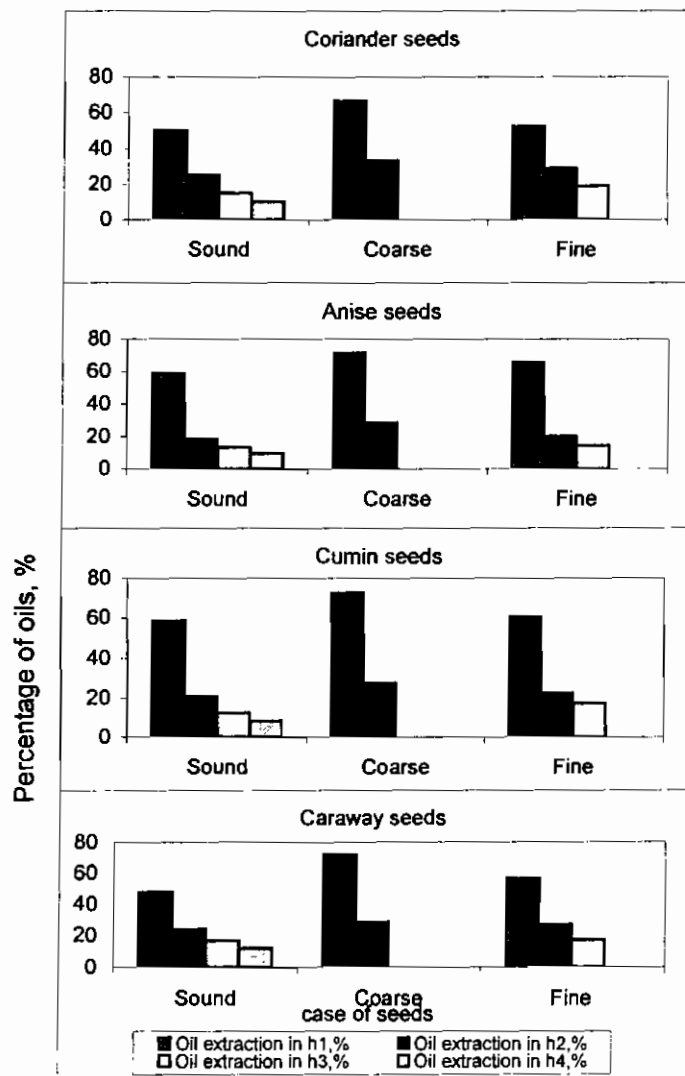 Coriander seeds
80
60
40
20
0
Sound Coarse Fine
Anise seeds
80
60
40
20
0
Sound Coarse Fine
Cumin seeds
80
60
40
20
0
Sound Coarse Fine
Caraway seeds
80
60
40
20
0
Sound Coarse Fine
case of seeds
Percentage of oils, %
Oil extraction in h1,% Oil extraction in h2,%
Oil extraction in h3,% Oil extraction in h4,%